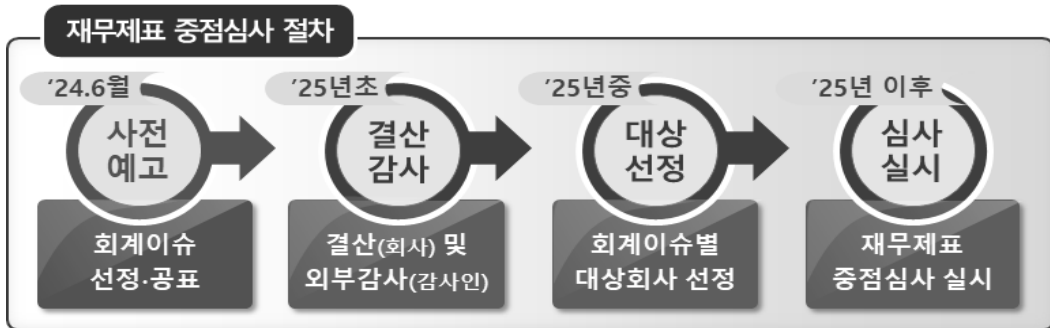 재무제표 중점심사 절차
’24.6월
사전
예고
회계이슈
선정·공표
’25년초
결산
감사
결산(회사) 및
외부감사(감사인)
’25년중
대상
선정
회계이슈별
대상회사 선정
’25년 이후
심사
실시
재무제표
중점심사 실시